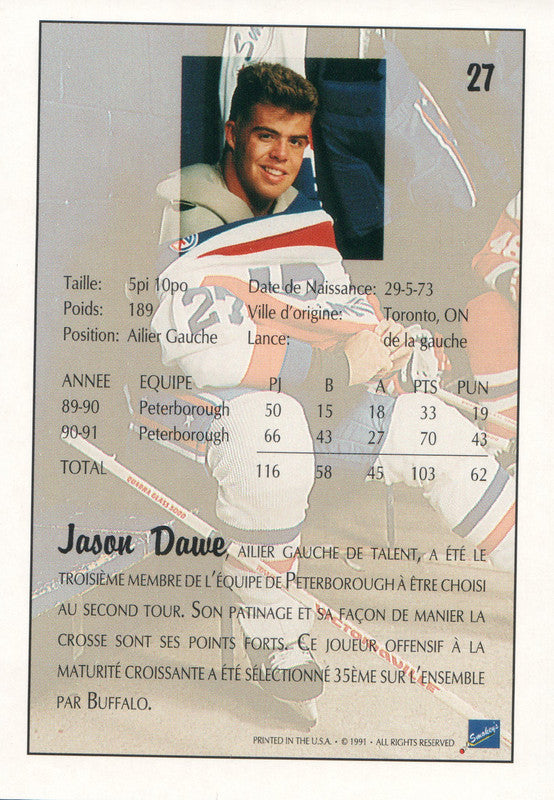 27
Taille: 5pi 10po Date de Naissance: 29-5-73
Poids: 189 Ville d'origine: Toronto, ON
Position: Ailier Gauche Lance: de la gauche
ANNEE EQUIPE PJ B A PTS PUN
89-90 Peterborough 50 15 18 33 19
90-91 Peterborough 66 43 27 70 43
TOTAL 116 58 45 103 62
Jason Dawe, AILIER GAUCHE DE TALENT, A ÉTÉ LE
TROISIÈME MEMBRE DE L'ÉQUIPE DE PETERBOROUGH À ÊTRE CHOISI
AU SECOND TOUR. SON PATINAGE ET SA FAÇON DE MANIER LA
CROSSE SONT SES POINTS FORTS. CE JOUEUR OFFENSIF À LA
MATURITÉ CROISSANTE A ÉTÉ SÉLECTIONNÉ 35ÈME SUR L'ENSEMBLE
PAR BUFFALO.
PRINTED IN THE U.S.A. • © 1991 • ALL RIGHTS RESERVED
Smokey's